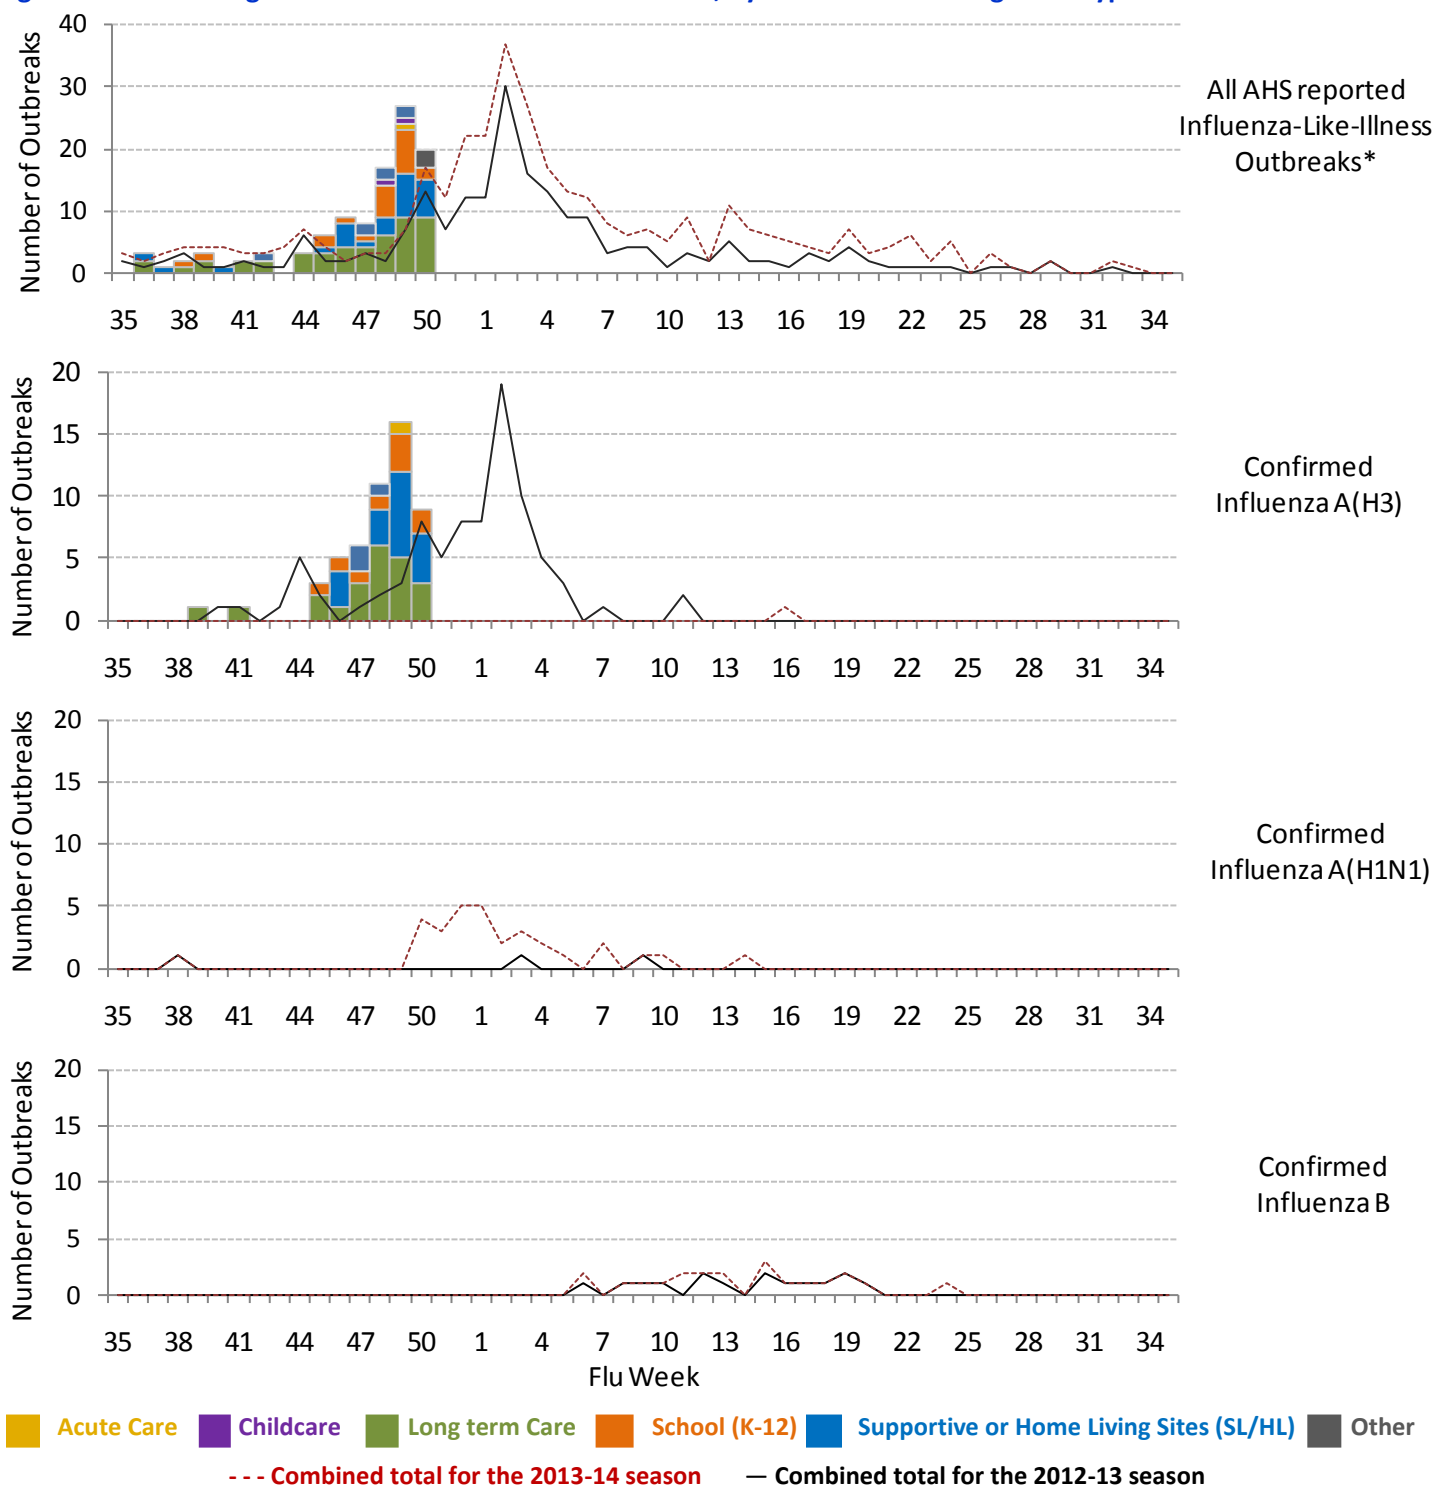 40
30
20
10
0
Number of Outbreaks
35 38 41 44 47 50 1 4 7 10 13 16 19 22 25 28 31 34
All AHS reported
Influenza-Like-Illness
Outbreaks*
20
15
10
5
0
Number of Outbreaks
35 38 41 44 47 50 1 4 7 10 13 16 19 22 25 28 31 34
Confirmed
Influenza A(H3)
20
15
10
5
0
Number of Outbreaks
35 38 41 44 47 50 1 4 7 10 13 16 19 22 25 28 31 34
Confirmed
Influenza A(H1N1)
20
15
10
5
0
Number of Outbreaks
35 38 41 44 47 50 1 4 7 10 13 16 19 22 25 28 31 34
Confirmed
Influenza B
Flu Week
Acute Care Childcare Long term Care School (K-12) Supportive or Home Living Sites (SL/HL) Other
- - - Combined total for the 2013-14 season — Combined total for the 2012-13 season